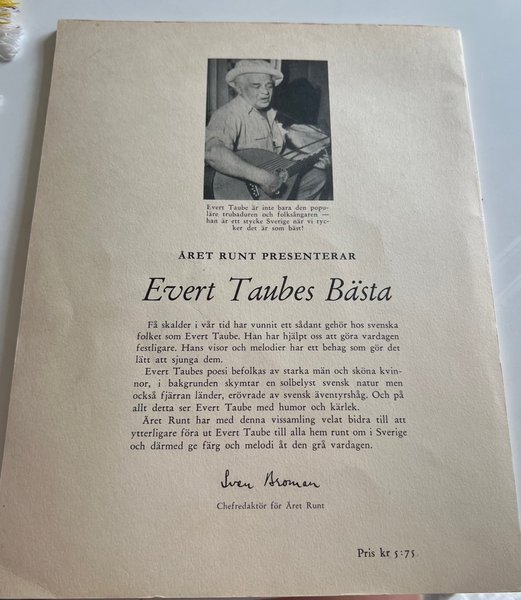 Evert Taube är inte bara den popu-
läre trubaduren och folksångaren —
han är ett stycke Sverige när vi tyc-
ker det är som bäst!
ÅRET RUNT PRESENTERAR
Evert Taubes Bästa
Få skalder i vår tid har vunnit ett sådant gehör hos svenska
folket som Evert Taube. Han har hjälpt oss att göra vardagen
festligare. Hans visor och melodier har ett behag som gör det
lätt att sjunga dem.
Evert Taubes poesi befolkas av starka män och sköna kvin-
nor, i bakgrunden skymtar en solbelyst svensk natur men
också fjärran länder, erövrade av svensk äventyrshåg. Och på
allt detta ser Evert Taube med humor och kärlek.
Året Runt har med denna vissamling velat bidra till att
ytterligare föra ut Evert Taube till alla hem runt om i Sverige
och därmed ge färg och melodi åt den grå vardagen.
Sven Broman
Chefredaktör för Året Runt
Pris kr 5:75